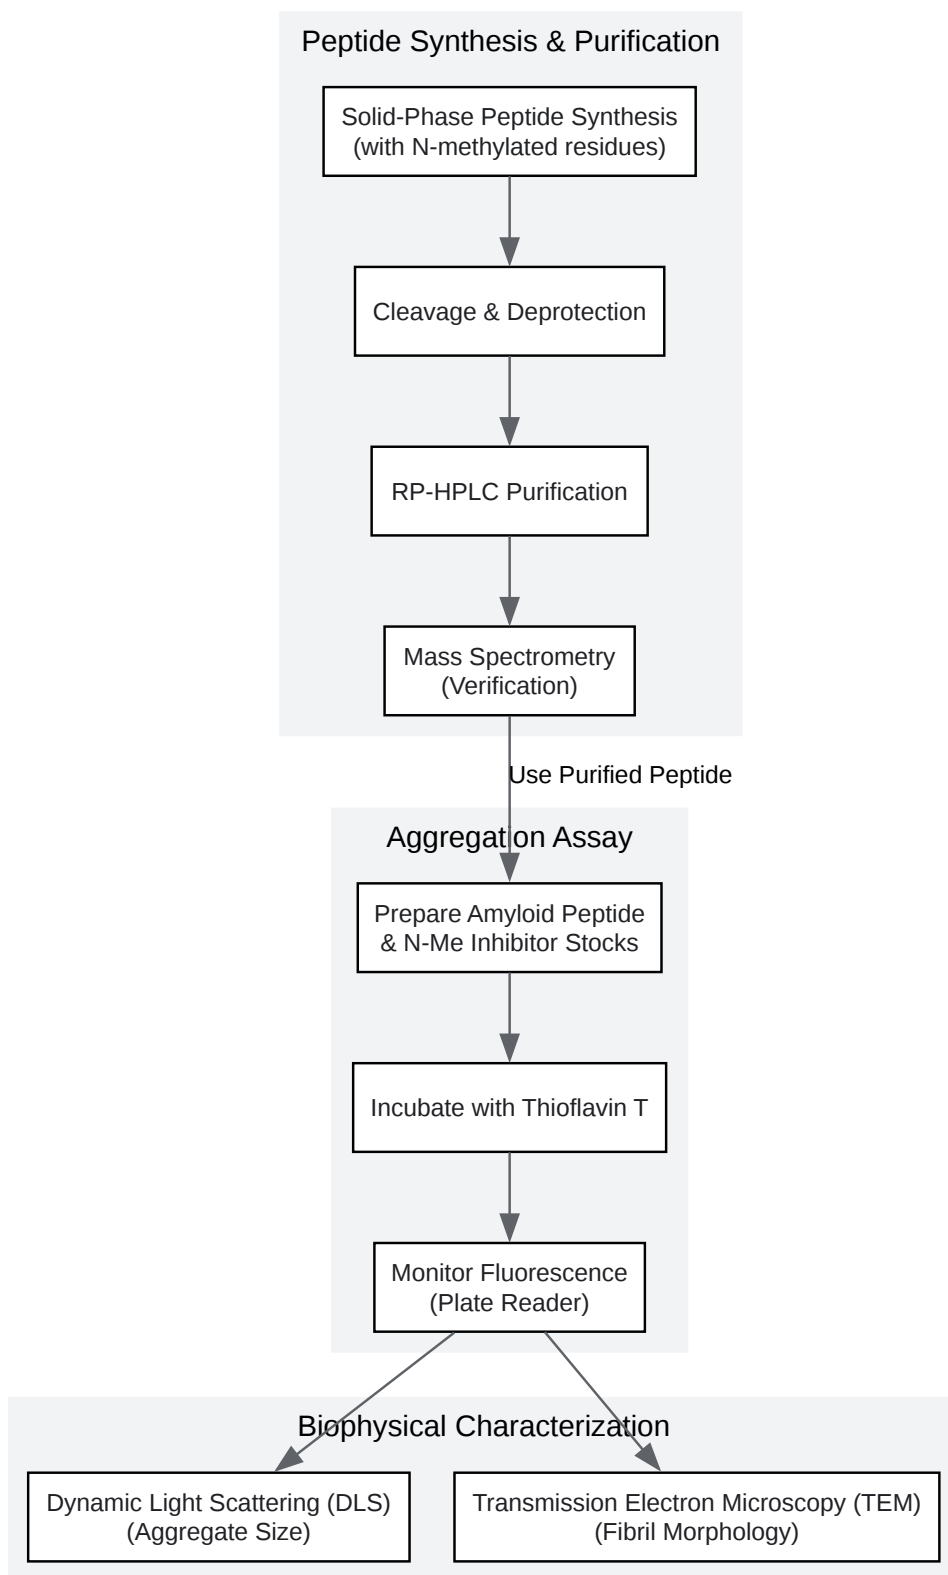 Peptide Synthesis & Purification
Solid-Phase Peptide Synthesis
(with N-methylated residues)
Cleavage & Deprotection
RP-HPLC Purification
Mass Spectrometry
(Verification)
Use Purified Peptide
Aggregation Assay
Prepare Amyloid Peptide
& N-Me Inhibitor Stocks
Incubate with Thioflavin T
Monitor Fluorescence
(Plate Reader)
Biophysical Characterization
Dynamic Light Scattering (DLS)
(Aggregate Size)
Transmission Electron Microscopy (TEM)
(Fibril Morphology)